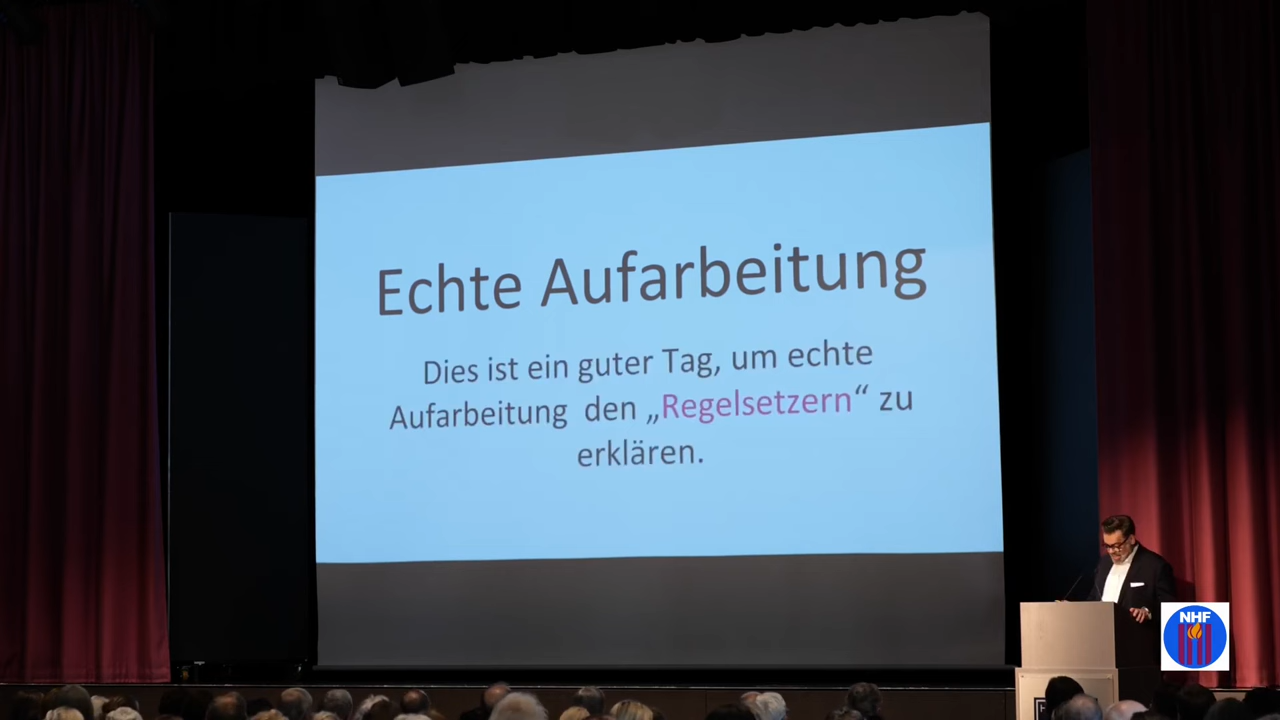 Echte Aufarbeitung
Dies ist ein guter Tag, um echte
Aufarbeitung den „Regelsetzern“ zu
erklären.
NHF